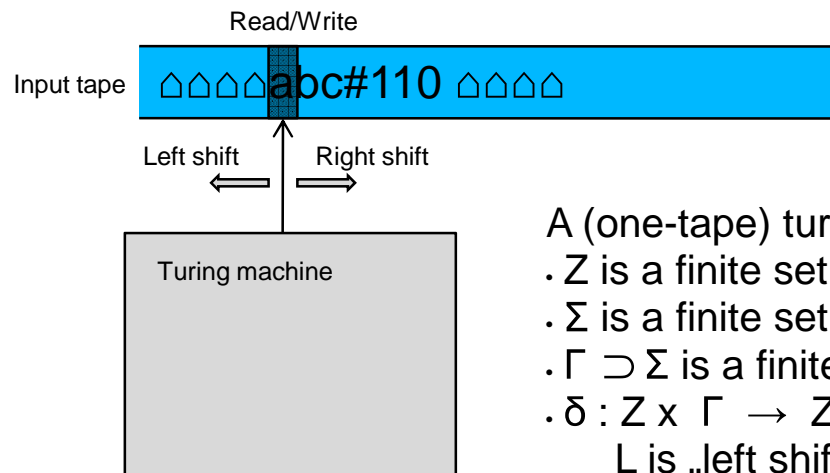 Read/Write
Input tape
⌂⌂⌂⌂abc#110 ⌂⌂⌂⌂
Left shift
Right shift
Turing machine
A (one-tape) tur
. Z is a finite set
. Σ is a finite set
. Γ ⊃ Σ is a finite
. δ : Z x Γ → Z
L is „left shif